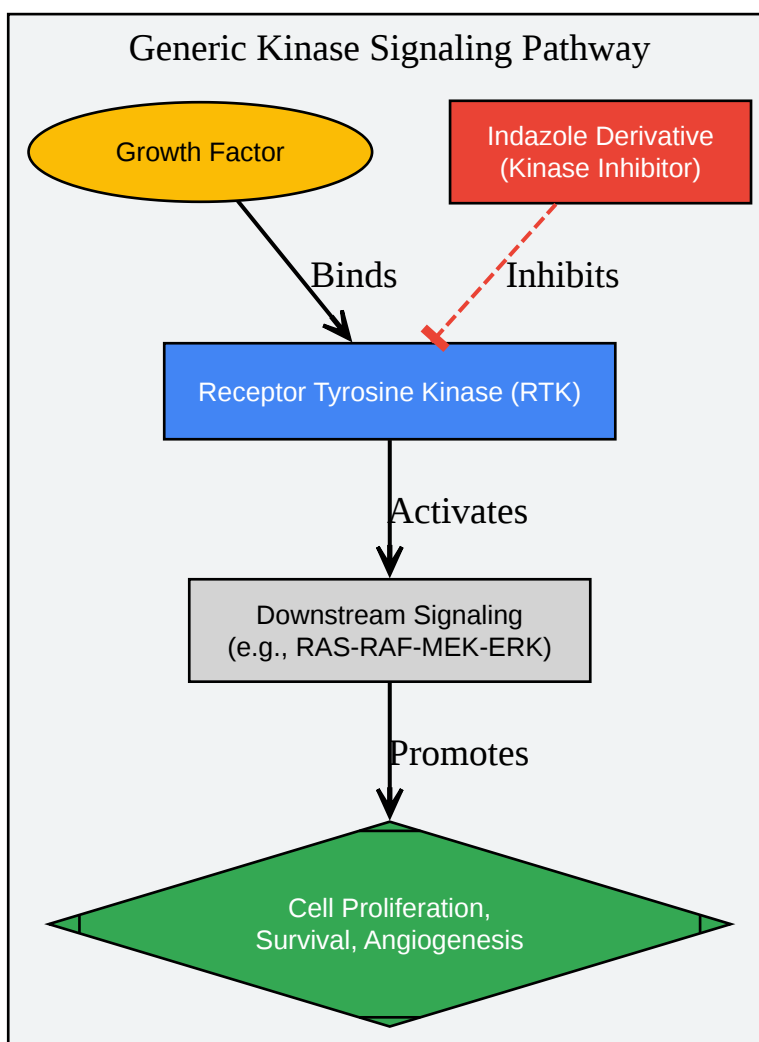 Generic Kinase Signaling Pathway
Growth Factor
Indazole Derivative
(Kinase Inhibitor)
Binds
Inhibits
Receptor Tyrosine Kinase (RTK)
Activates
Downstream Signaling
(e.g., RAS-RAF-MEK-ERK)
Promotes
Cell Proliferation,
Survival, Angiogenesis